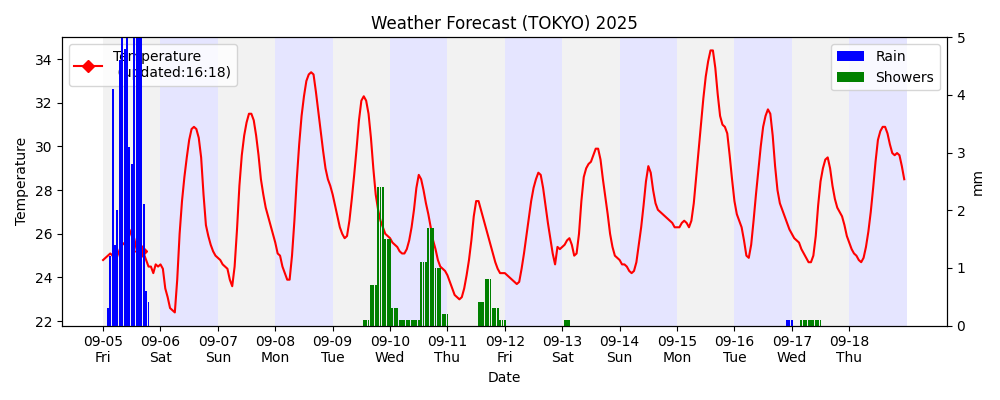 Weather Forecast (TOKYO) 2025
Temperature
(updated:16:18)
Rain
Showers
Temperature
34
32
30
28
26
24
22
5
4
3
2
1
0
mm
09-05 09-06 09-07 09-08 09-09 09-10 09-11 09-12 09-13 09-14 09-15 09-16 09-17 09-18
Fri Sat Sun Mon Tue Wed Thu Fri Sat Sun Mon Tue Wed Thu
Date